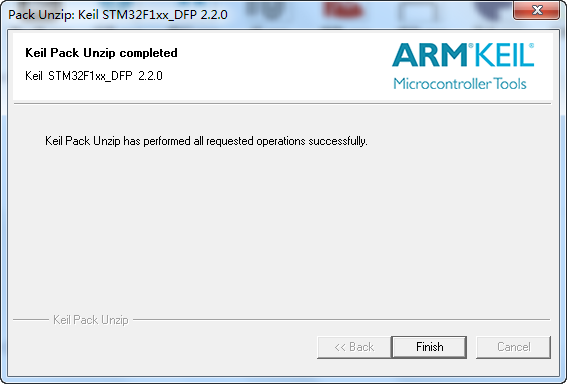 Pack Unzip: Keil STM32F1xx_DFP 2.2.0
Keil Pack Unzip completed
Keil STM32F1xx_DFP 2.2.0
ARM®KEIL®
Microcontroller Tools
Keil Pack Unzip has performed all requested operations successfully.
Keil Pack Unzip
<< Back
Finish
Cancel